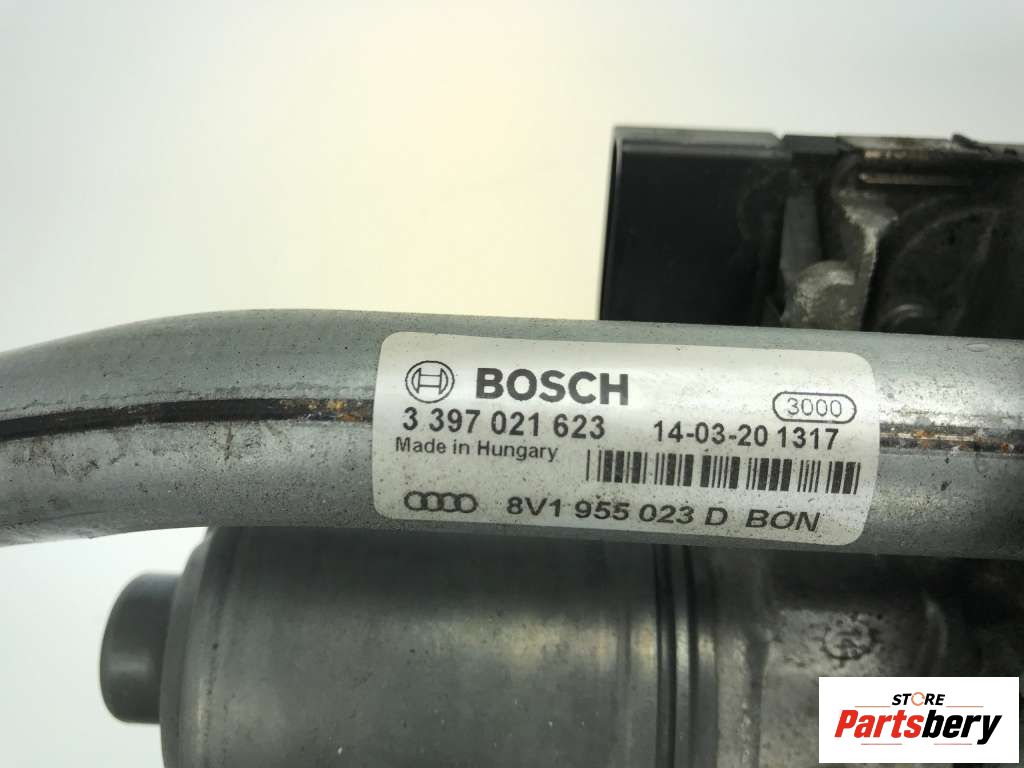 BOSCH
3000
3 397 021 623 14-03-20 1317
Made in Hungary
8V1 955 023 D BON
STORE
Partsbery